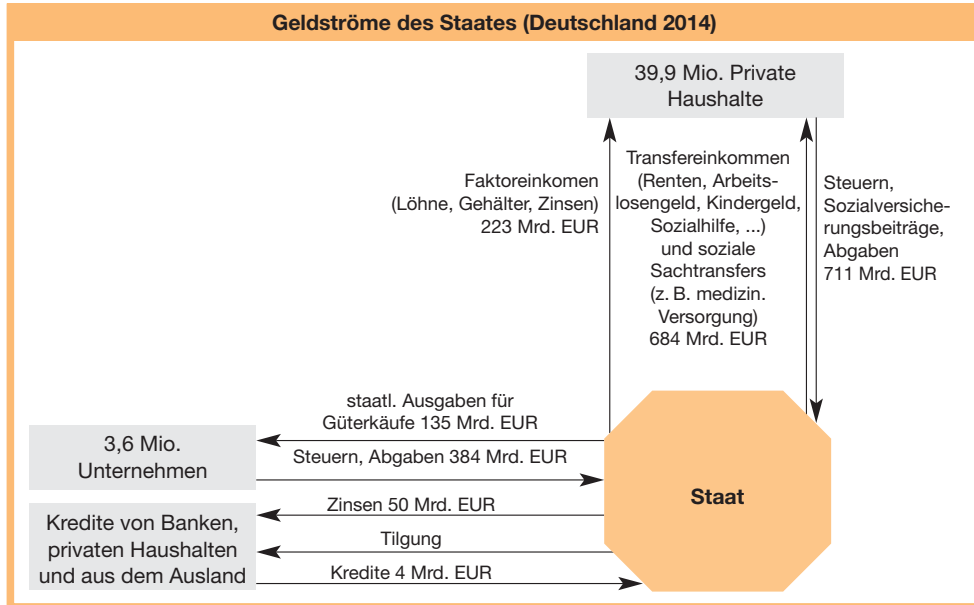 Geldströme des Staates (Deutschland 2014)
39,9 Mio. Private
Haushalte
Faktoreinkomen
(Löhne, Gehälter, Zinsen)
223 Mrd. EUR
Transfereinkommen
(Renten, Arbeits-
losengeld, Kindergeld,
Sozialhilfe, ...)
und soziale
Sachtransfers
(z. B. medizin.
Versorgung)
684 Mrd. EUR
Steuern,
Sozialversiche-
rungsbeiträge,
Abgaben
711 Mrd. EUR
staatl. Ausgaben für
Güterkäufe 135 Mrd. EUR
3,6 Mio.
Unternehmen
Steuern, Abgaben 384 Mrd. EUR
Staat
Zinsen 50 Mrd. EUR
Kredite von Banken,
privaten Haushalten
und aus dem Ausland
Tilgung
Kredite 4 Mrd. EUR